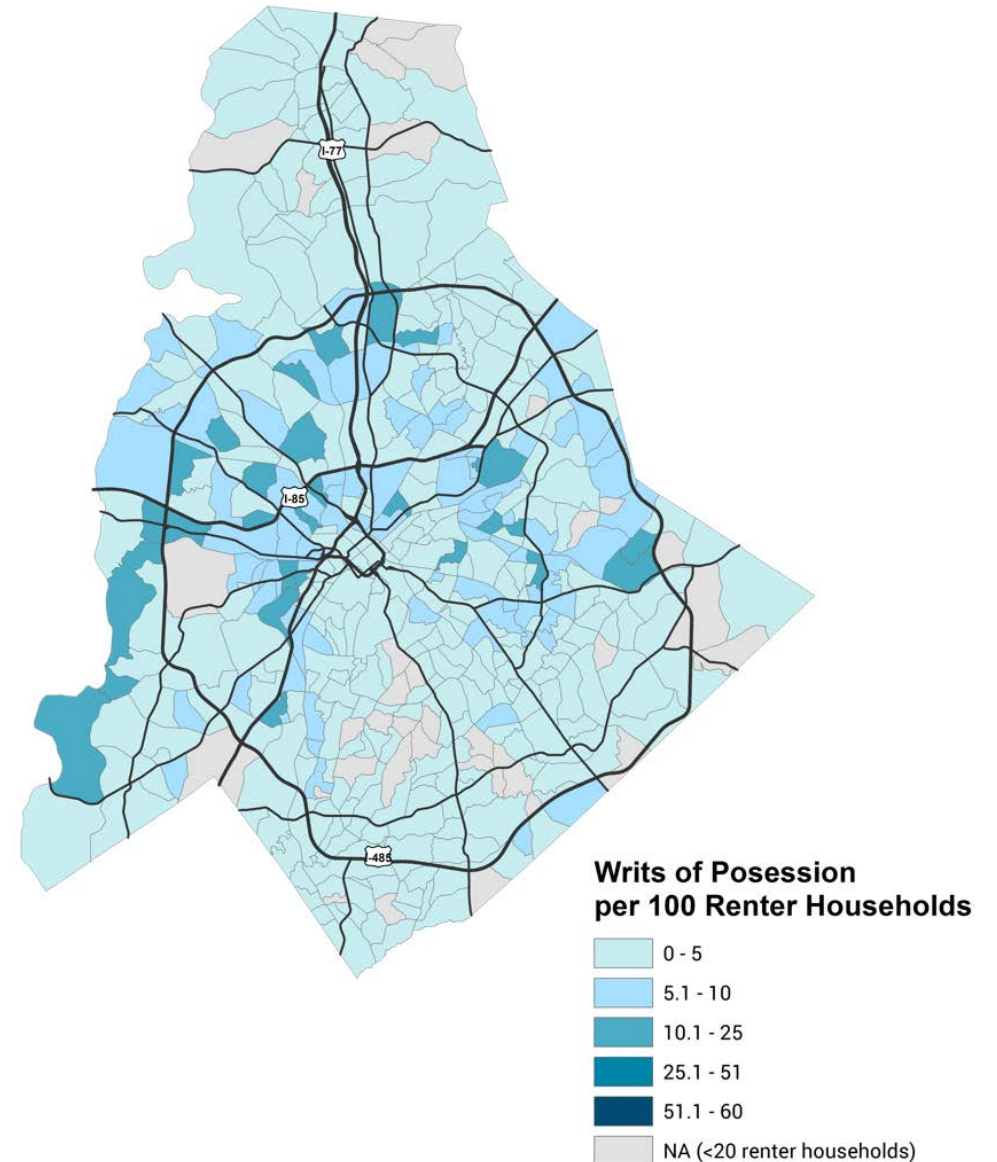 I-77
I-85
I-485
Writs of Posession
per 100 Renter Households
0 - 5
5.1 - 10
10.1 - 25
25.1 - 51
51.1 - 60
NA (<20 renter households)